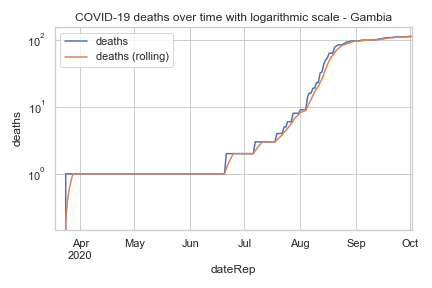 COVID-19 deaths over time with logarithmic scale - Gambia
deaths
deaths (rolling)
10²
10¹
10⁰
deaths
Apr May Jun Jul Aug Sep Oct
2020
dateRep